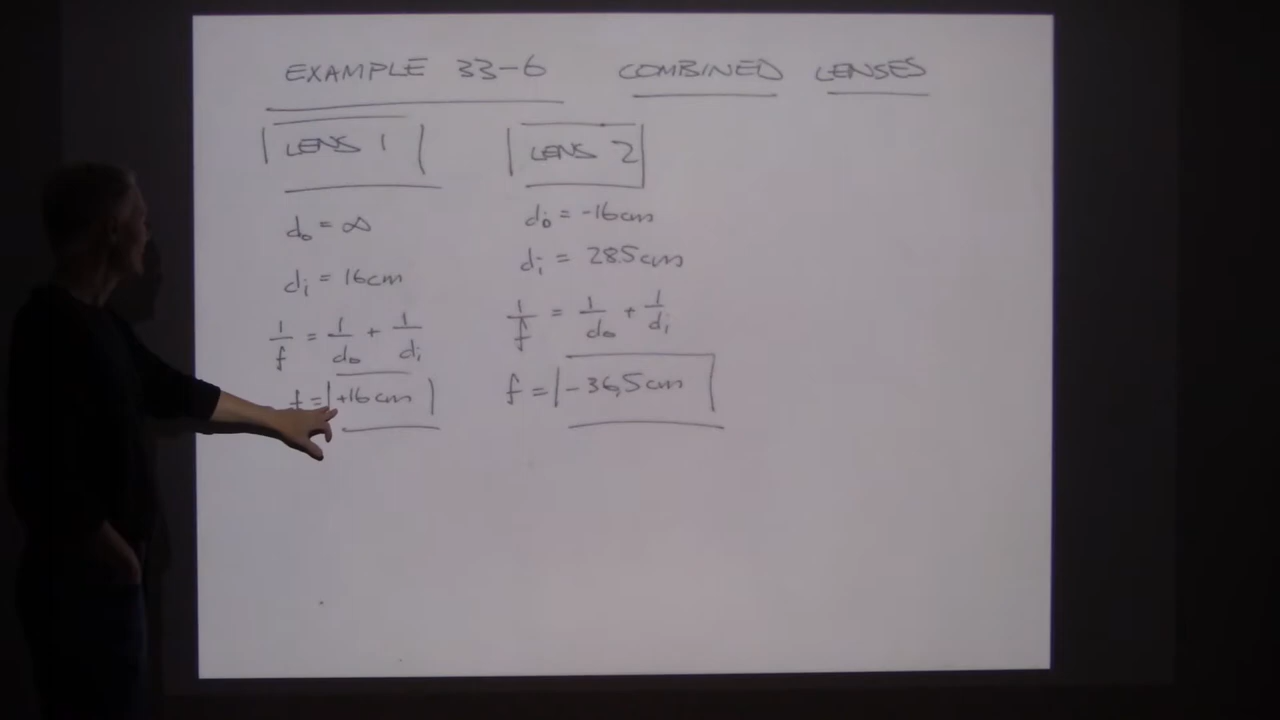 EXAMPLE 33-6 COMBINED LENSES
LENS 1
d₀ = ∞
dᵢ = 16cm
1/f = 1/d₀ + 1/dᵢ
f = +16cm
LENS 2
d₀ = -16cm
dᵢ = 28.5cm
1/f = 1/d₀ + 1/dᵢ
f = -36,5cm